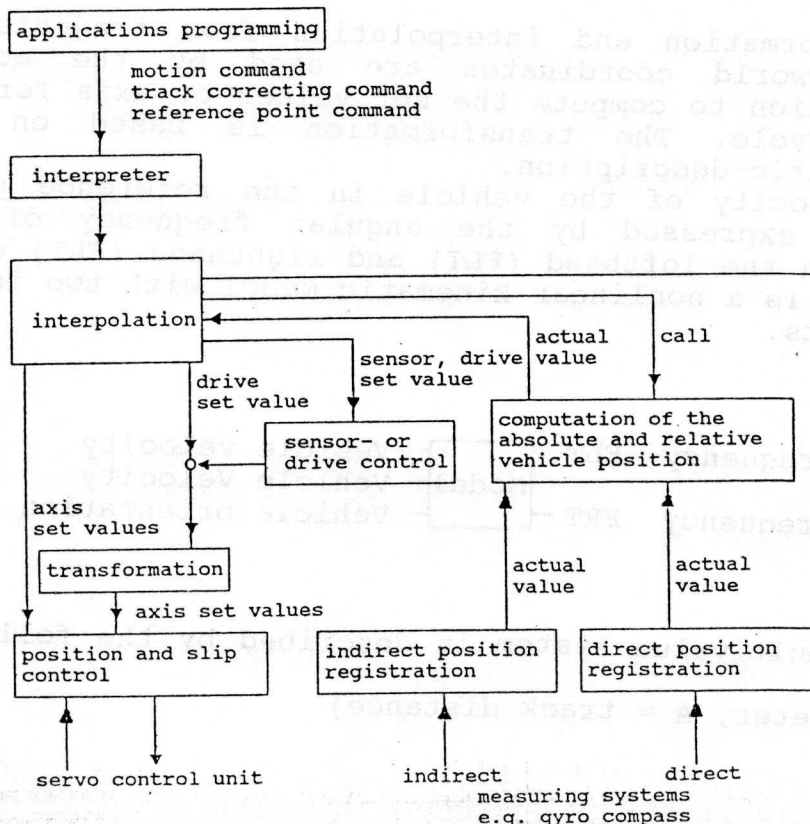 applications programming
motion command
track correcting command
reference point command
interpreter
interpolation
actual
value
call
sensor, drive
set value
drive
set value
sensor- or
drive control
computation of the
absolute and relative
vehicle position
axis
set values
transformation
actual
value
actual
value
axis set values
position and slip
control
indirect position
registration
direct position
registration
servo control unit
indirect
direct
measuring systems
e.g. gyro compass